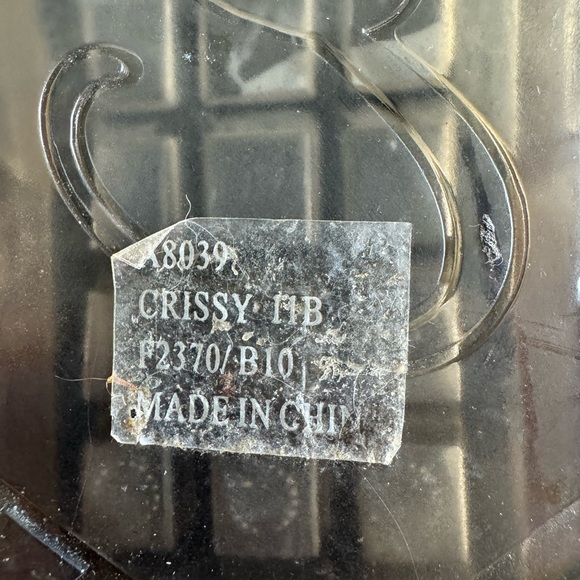 A8039
CRISSY 11B
F2370/ B10
MADE IN CHIN